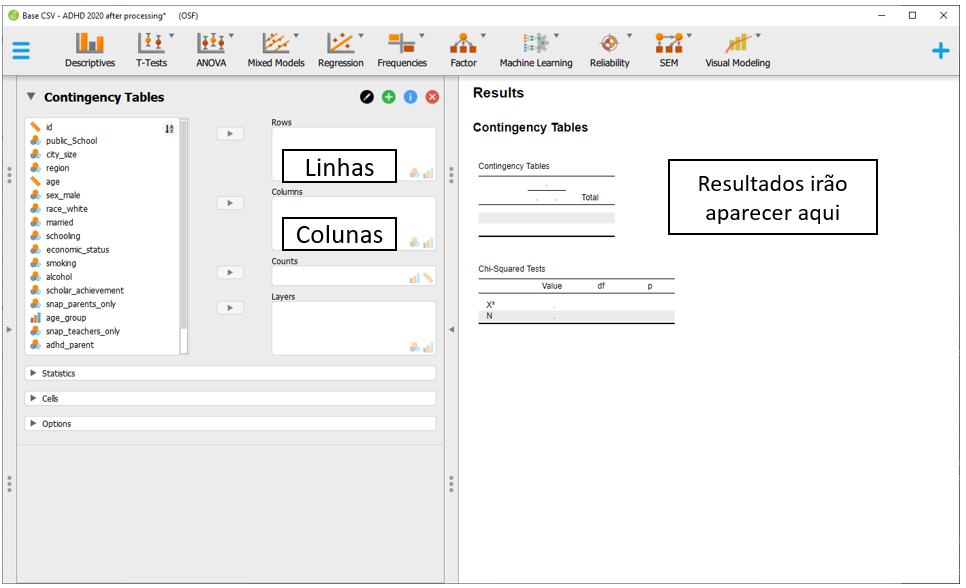 Base CSV - ADHD 2020 after processing* (OSF)
Descriptives T-Tests ANOVA Mixed Models Regression Frequencies Factor Machine Learning Reliability SEM Visual Modeling
Contingency Tables
id
public_School
city_size
region
age
sex_male
race_white
married
schooling
economic_status
smoking
alcohol
scholar_achievement
snap_parents_only
age_group
snap_teachers_only
adhd_parent
Rows
Linhas
Columns
Colunas
Counts
Layers
Statistics
Cells
Options
Results
Contingency Tables
Contingency Tables
.
. . Total
Chi-Squared Tests
Value df p
Χ² .
N .
Resultados irão
aparecer aqui